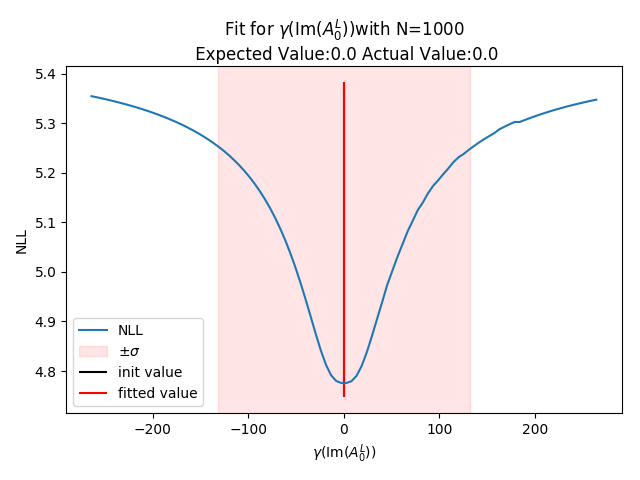 Fit for γ(Im(A₀ᴸ))with N=1000
Expected Value:0.0 Actual Value:0.0
5.4
5.3
5.2
5.1
5.0
4.9
4.8
NLL
NLL
±σ
init value
fitted value
−200 −100 0 100 200
γ(Im(A₀ᴸ))